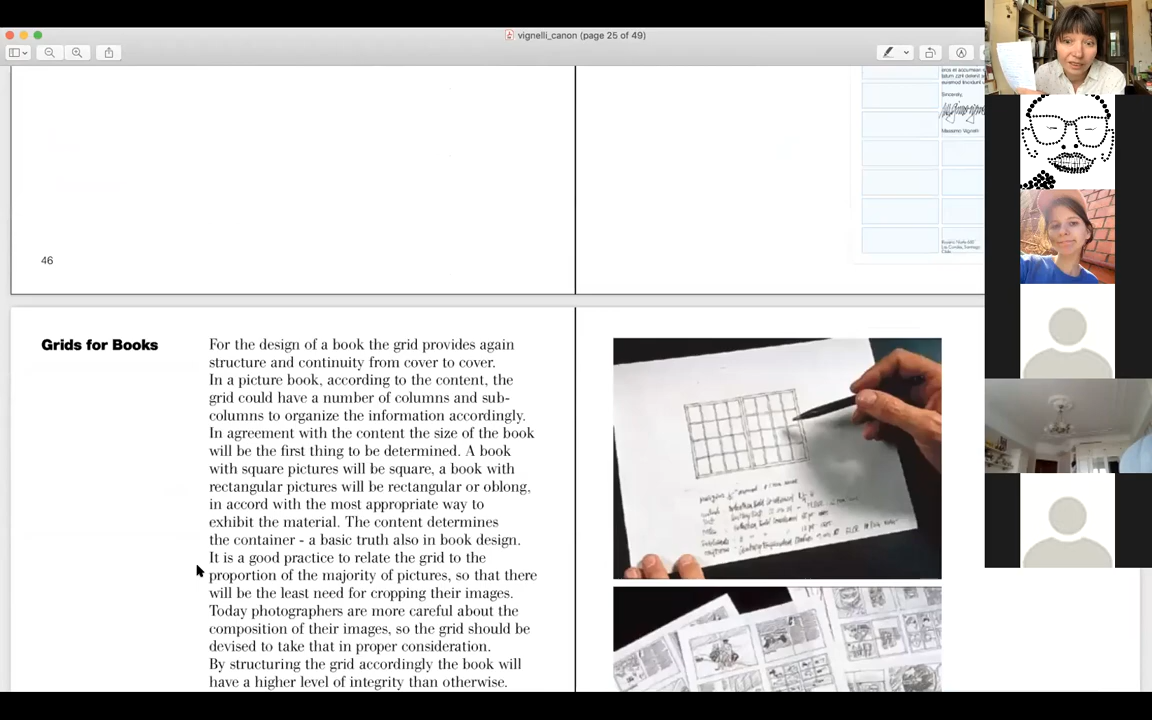 vignelli_canon (page 25 of 49)
Sincerely,
Massimo Vignelli
46
Grids for Books
For the design of a book the grid provides again
structure and continuity from cover to cover.
In a picture book, according to the content, the
grid could have a number of columns and sub-
columns to organize the information accordingly.
In agreement with the content the size of the book
will be the first thing to be determined. A book
with square pictures will be square, a book with
rectangular pictures will be rectangular or oblong,
in accord with the most appropriate way to
exhibit the material. The content determines
the container - a basic truth also in book design.
It is a good practice to relate the grid to the
proportion of the majority of pictures, so that there
will be the least need for cropping their images.
Today photographers are more careful about the
composition of their images, so the grid should be
devised to take that in proper consideration.
By structuring the grid accordingly the book will
have a higher level of integrity than otherwise.